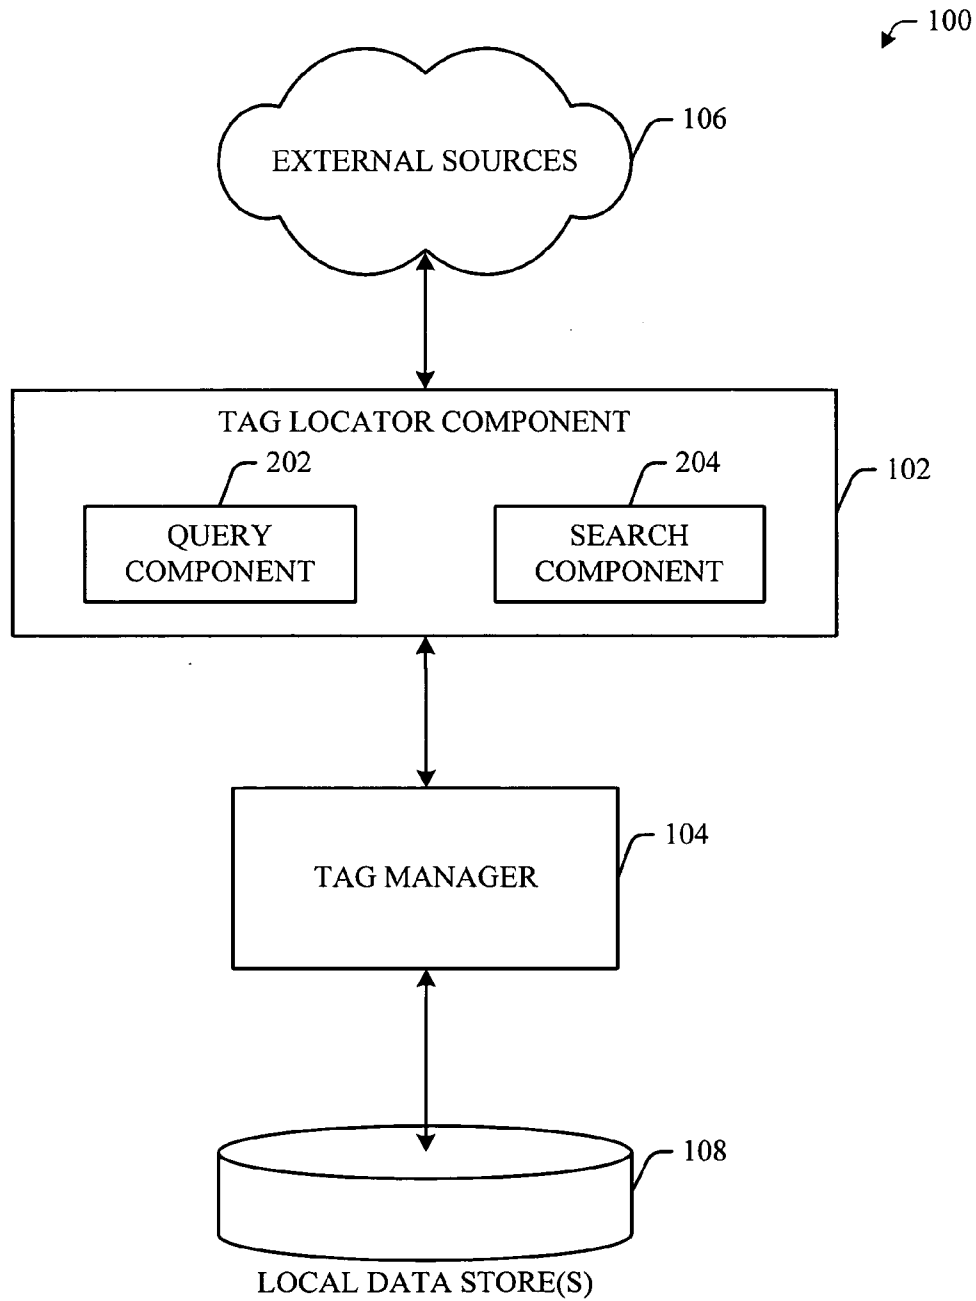 100
106
EXTERNAL SOURCES
TAG LOCATOR COMPONENT
202
204
102
QUERY
COMPONENT
SEARCH
COMPONENT
104
TAG MANAGER
108
LOCAL DATA STORE(S)